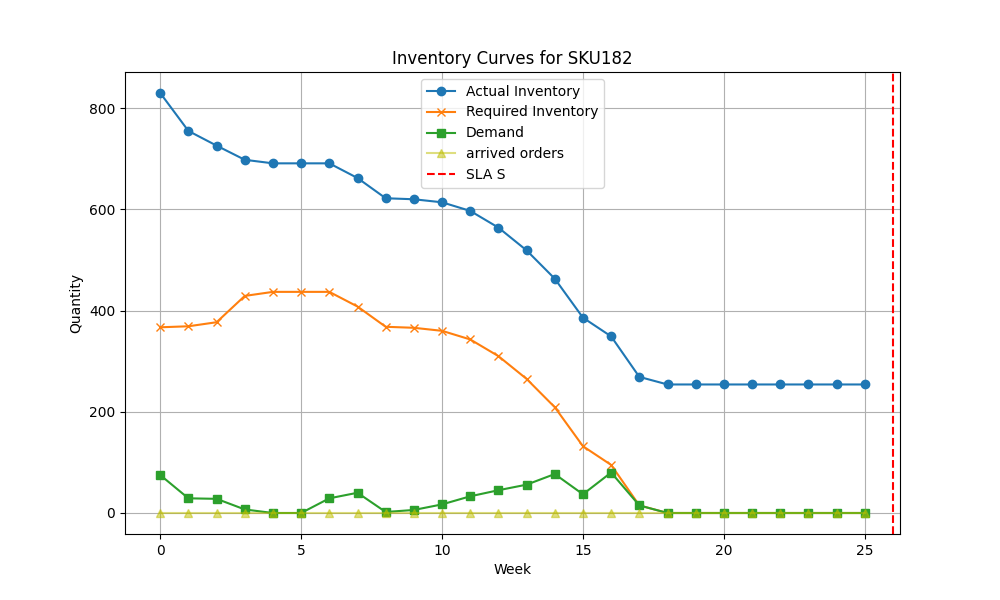 Inventory Curves for SKU182
Actual Inventory
Required Inventory
Demand
arrived orders
SLA S
Quantity
800
600
400
200
0
0 5 10 15 20 25
Week